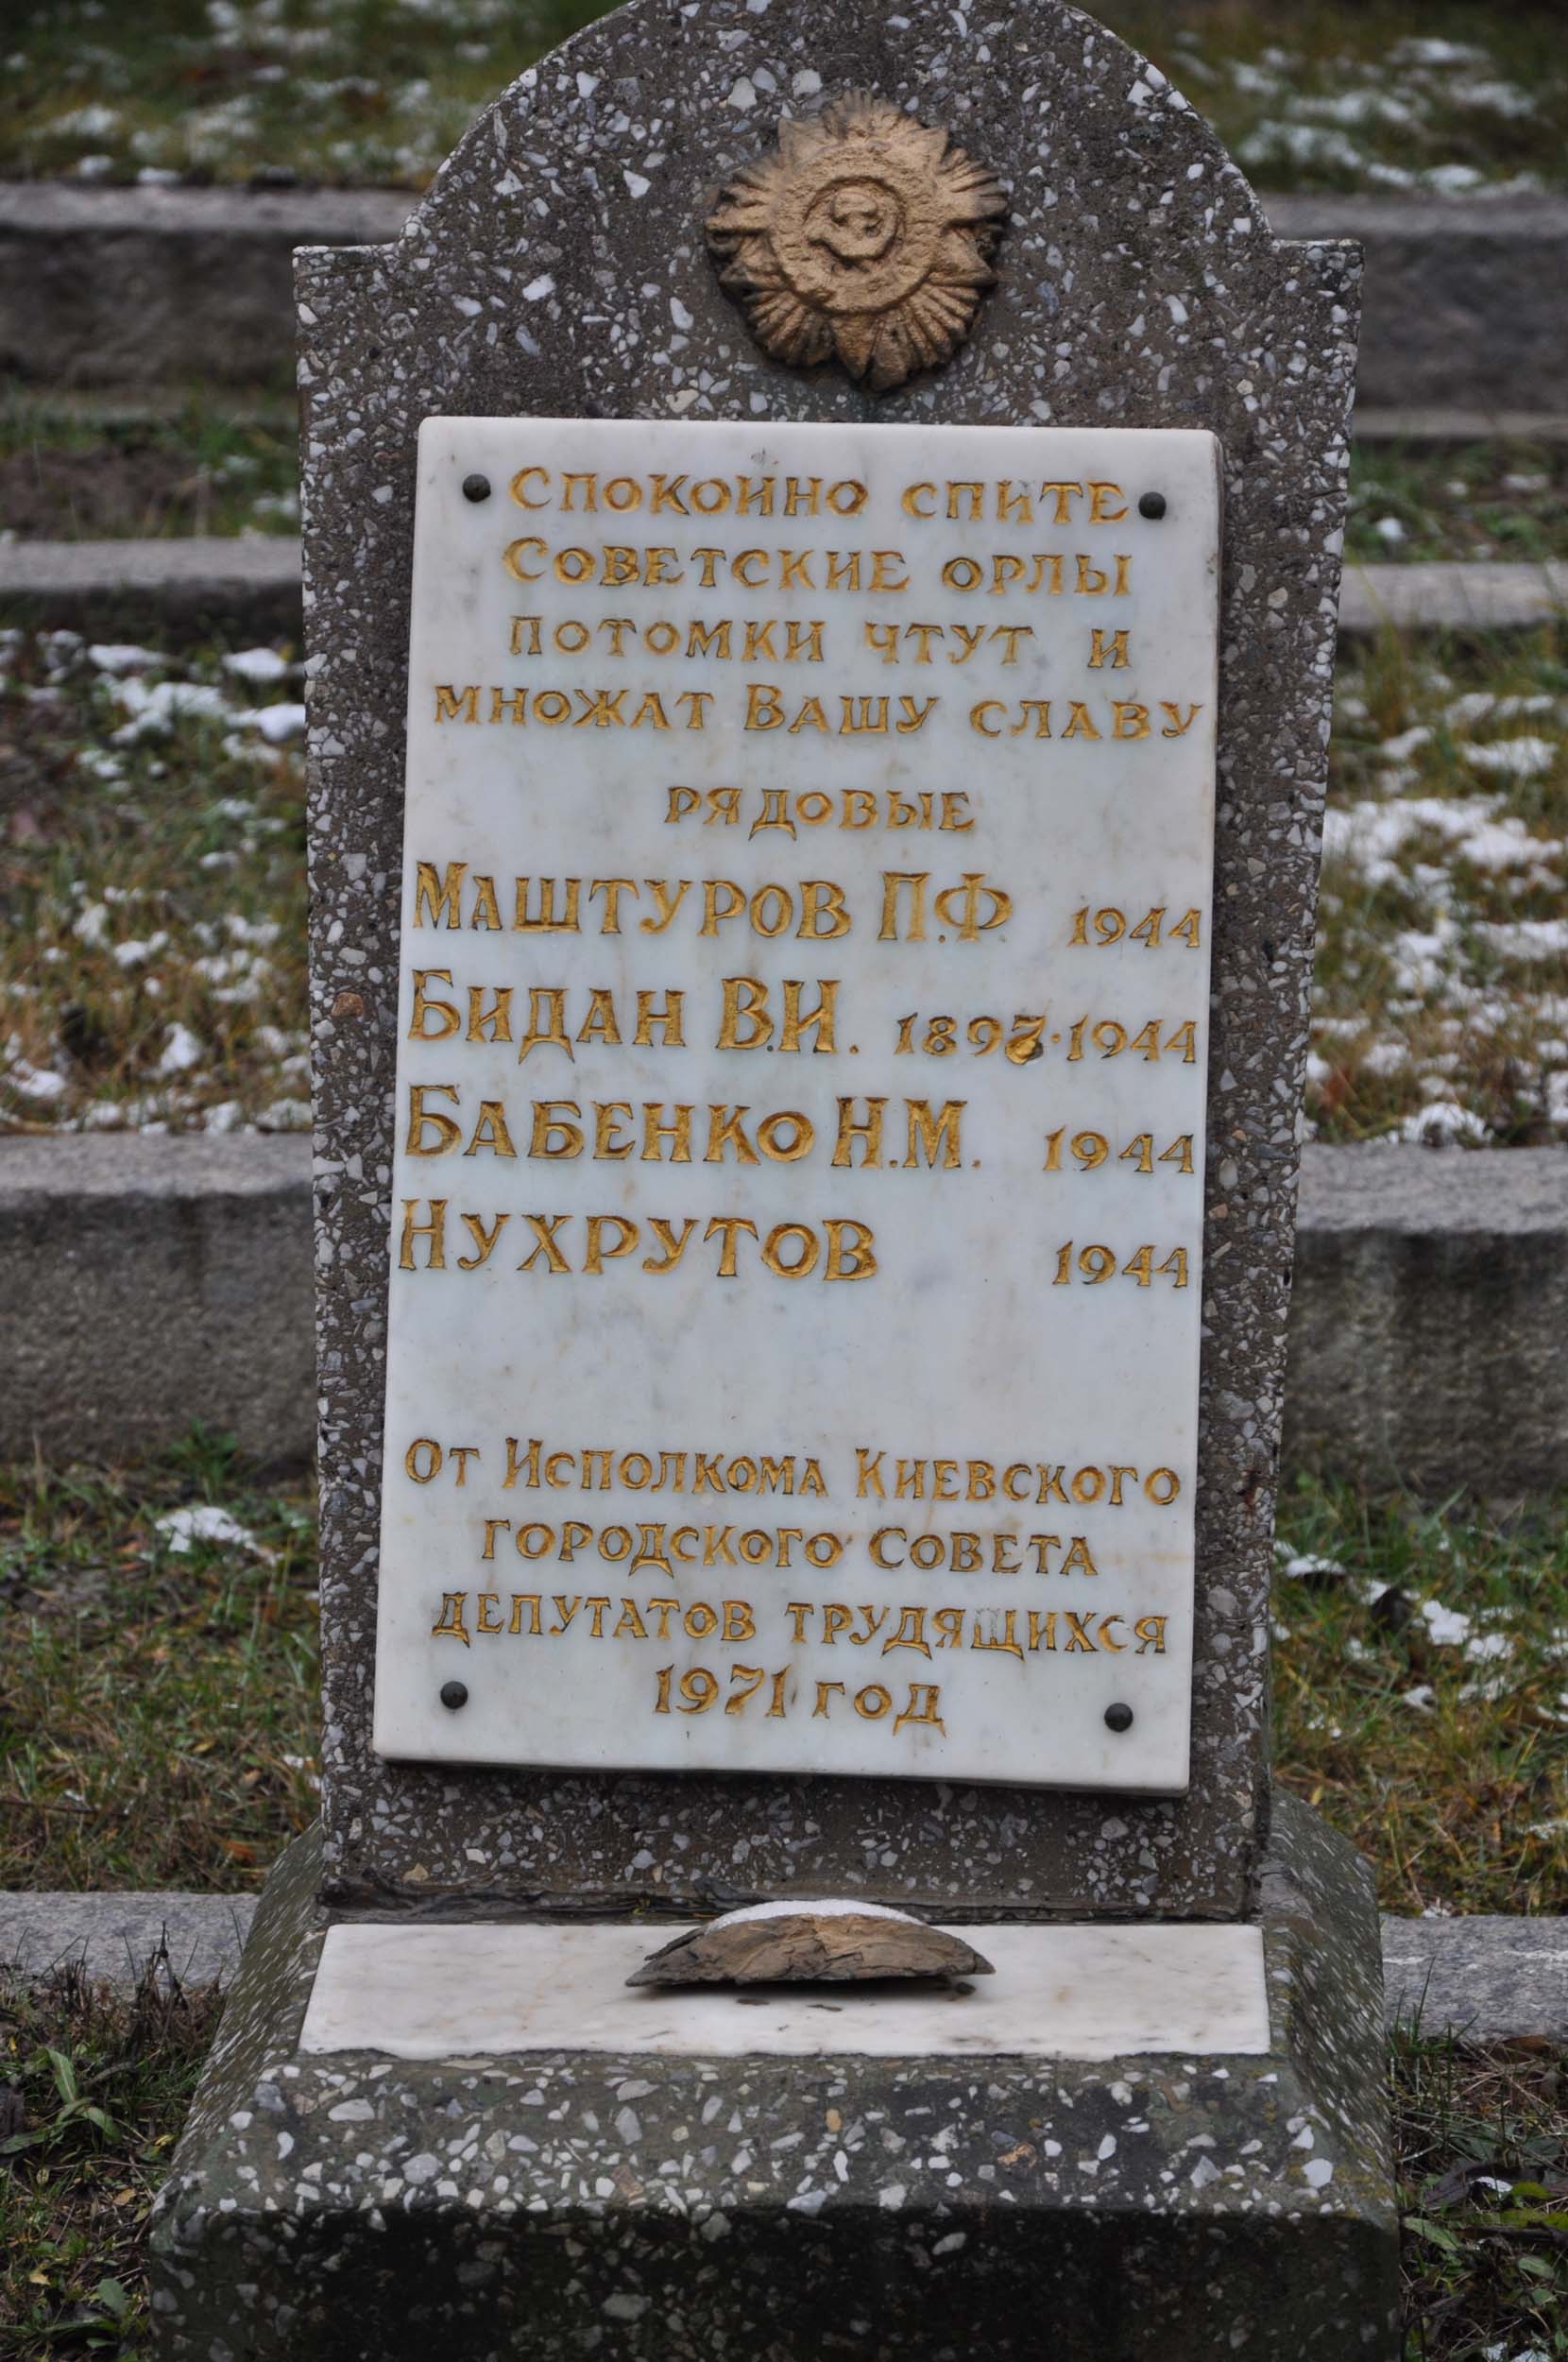 Спокоино спите
Советские орлы
потомки чтут и
множат Вашу славу
рядовые
Маштуров П.Ф 1944
Бидан В.И. 1897·1944
Бабенко Н.М. 1944
Нухрутов 1944
От Исполкома Киевского
городского Совета
депутатов трудящихся
1971 год